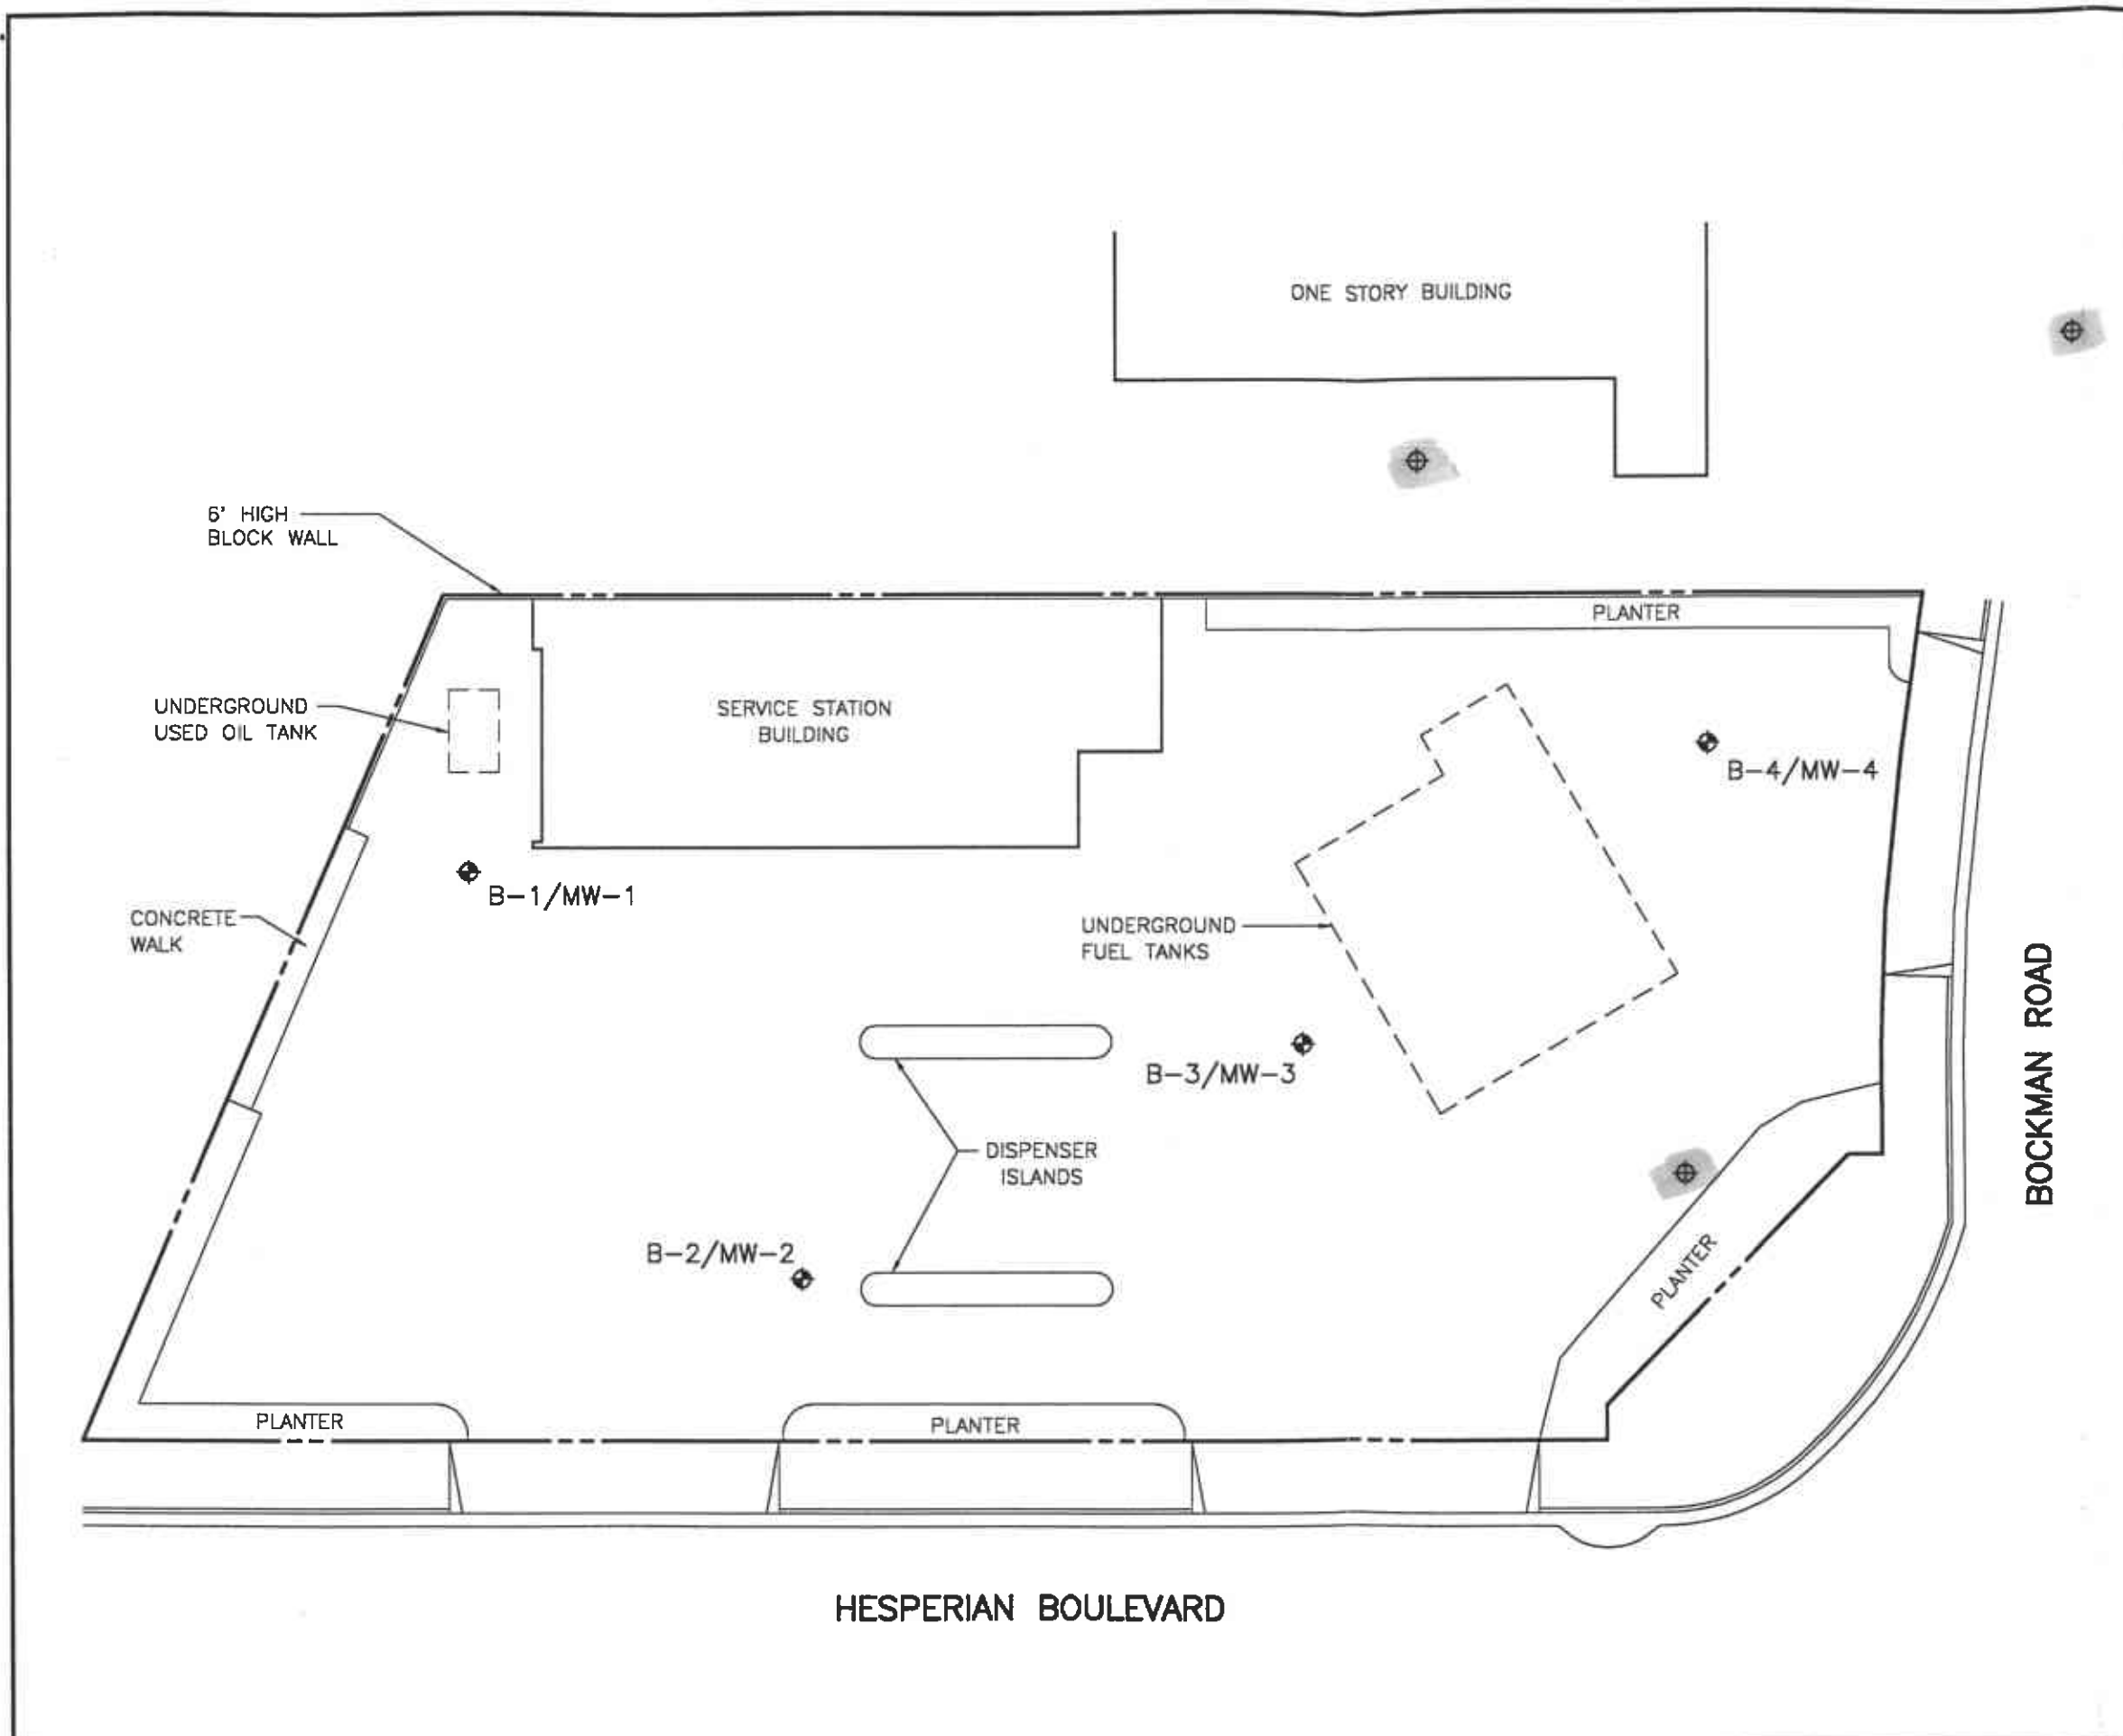 ONE STORY BUILDING
6' HIGH
BLOCK WALL
PLANTER
UNDERGROUND
USED OIL TANK
SERVICE STATION
BUILDING
B-4/MW-4
B-1/MW-1
CONCRETE
WALK
UNDERGROUND
FUEL TANKS
BOCKMAN ROAD
B-3/MW-3
DISPENSER
ISLANDS
B-2/MW-2
PLANTER
PLANTER
PLANTER
HESPERIAN BOULEVARD